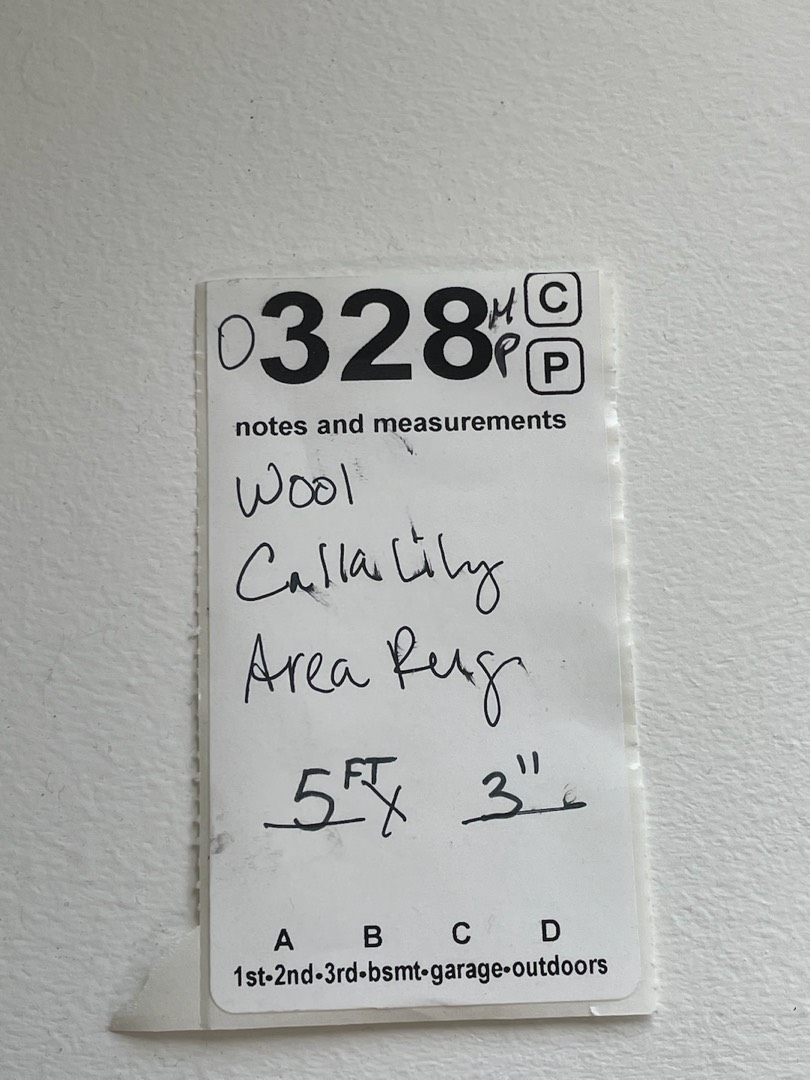 0328 M C
P P
notes and measurements
Wool
Calla Lily
Area Rug
5 FT X 3"
A B C D
1st•2nd•3rd•bsmt•garage•outdoors